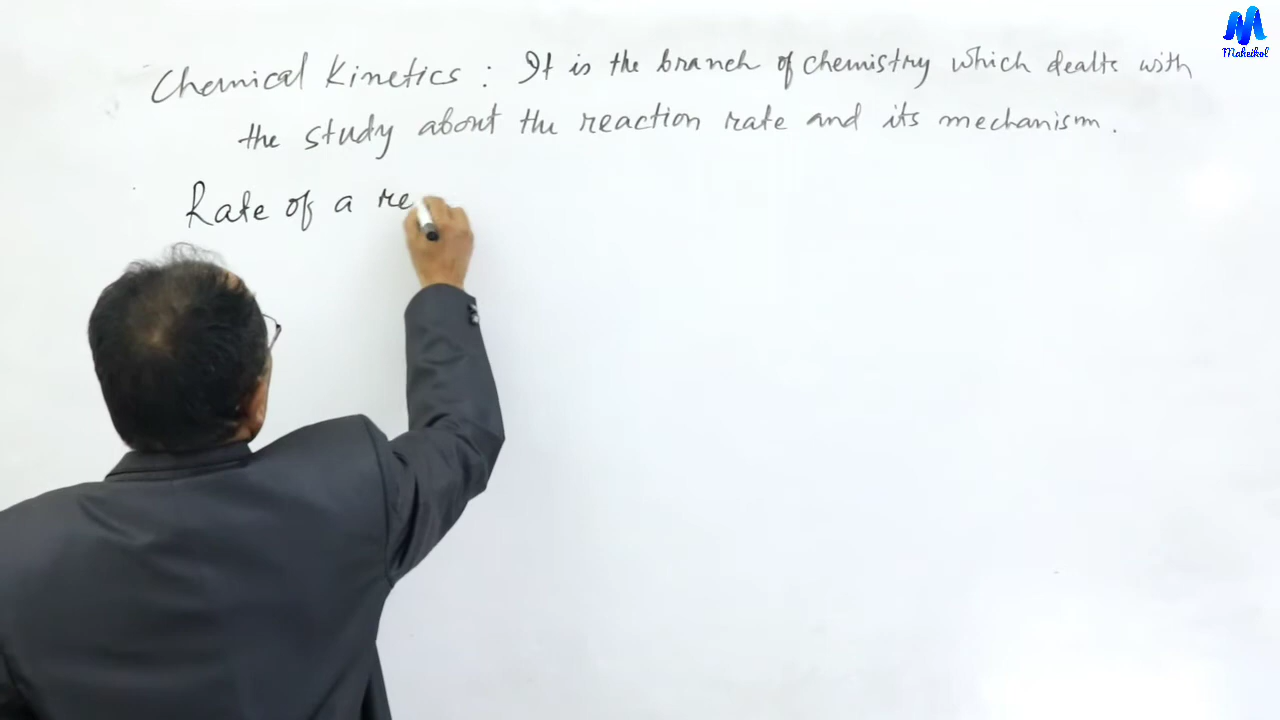 Chemical Kinetics : It is the branch of chemistry which dealts with
the study about the reaction rate and its mechanism.
Rate of a re
Makeikol